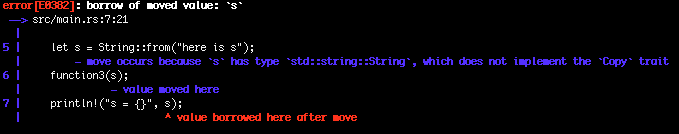 error[E0382]: borrow of moved value: `s`
--> src/main.rs:7:21
|
5 | let s = String::from("here is s");
| - move occurs because `s` has type `std::string::String`, which does not implement the `Copy` trait
6 | function3(s);
| - value moved here
7 | println!("s = {}", s);
| ^ value borrowed here after move